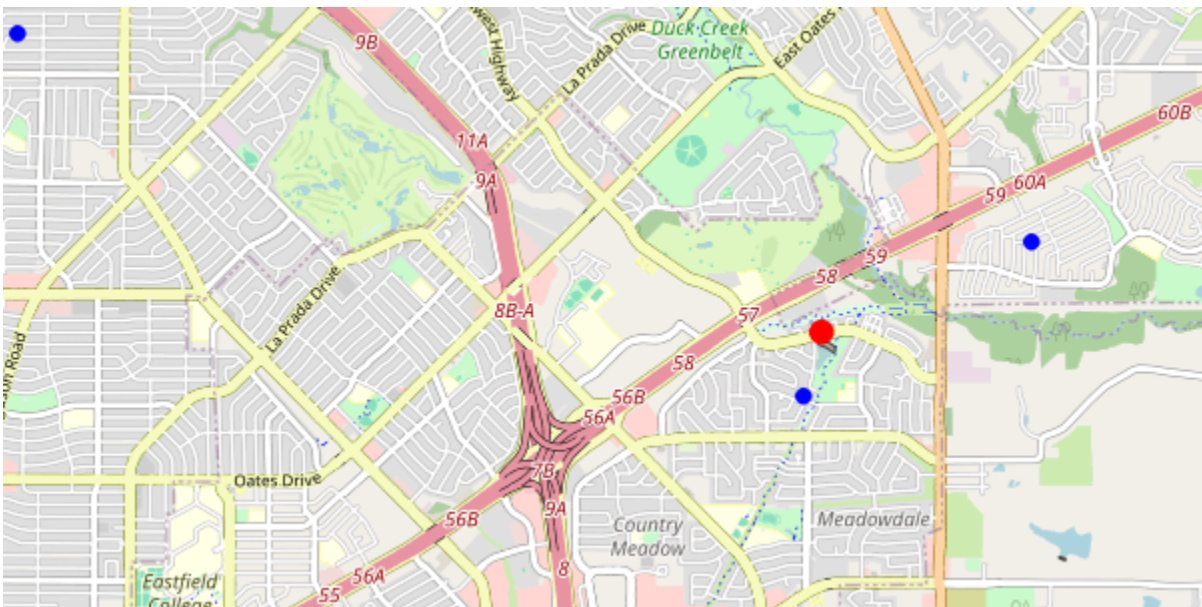 9B
west Highway
La Prada Drive
Duck Creek
Greenbelt
East Oates
60B
11A
9A
60A
59
59
58
La Prada Drive
8B-A
57
58
son Road
56B
56A
7B
Oates Drive
9A
56B
Country
Meadow
Meadowdale
8
56A
55
Eastfield
College